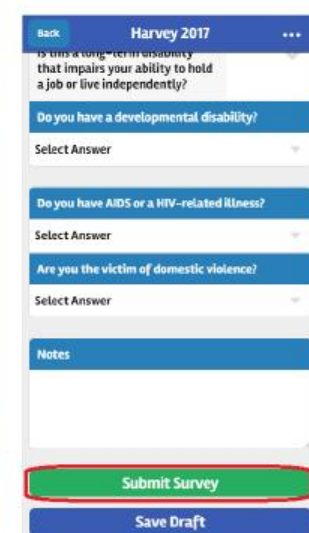 Back Harvey 2017 ...
Is this a long-term disability
that impairs your ability to hold
a job or live independently?
Do you have a developmental disability?
Select Answer
Do you have AIDS or a HIV-related illness?
Select Answer
Are you the victim of domestic violence?
Select Answer
Notes
Submit Survey
Save Draft